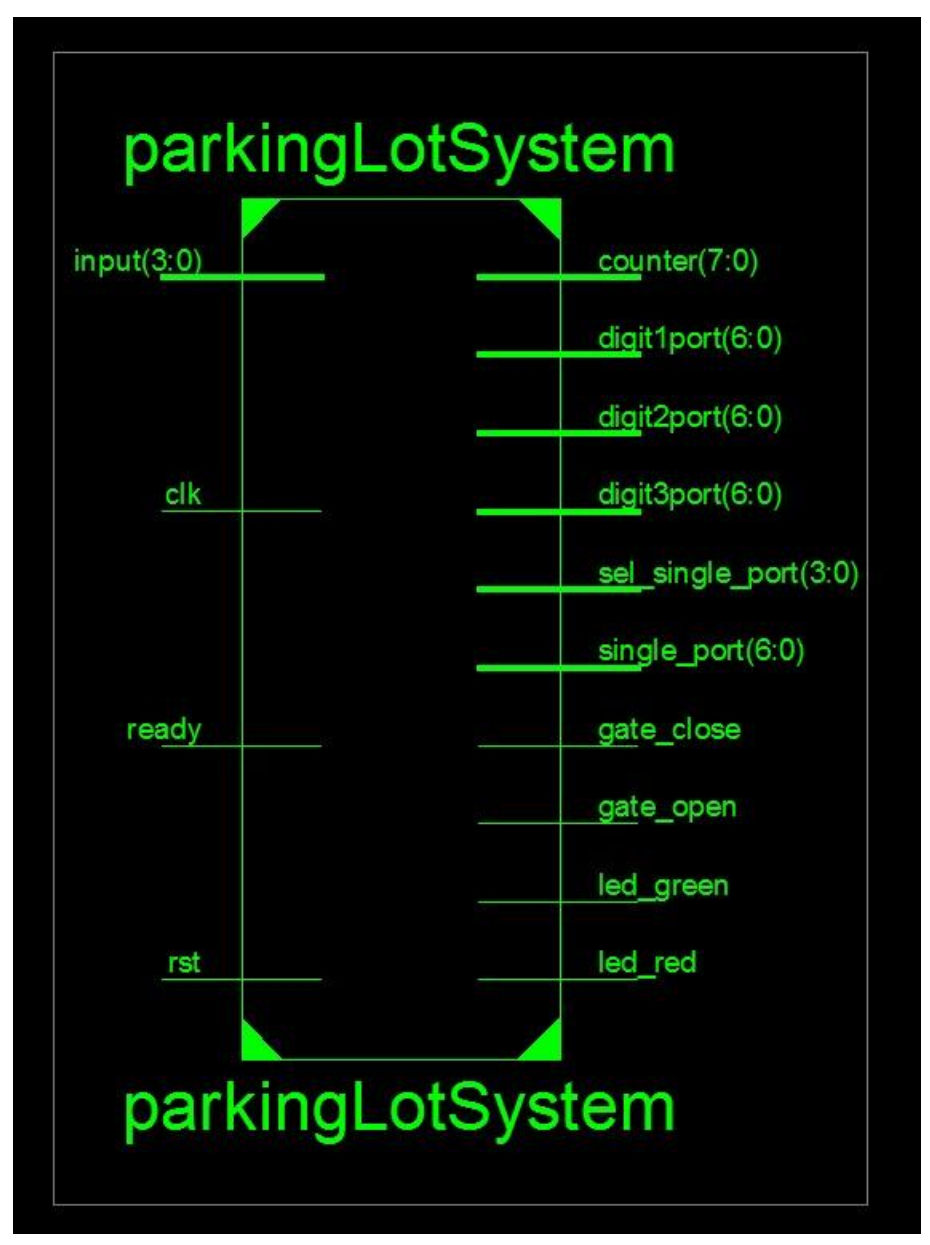 parkingLotSystem
input(3:0)
counter(7:0)
digit1port(6:0)
digit2port(6:0)
digit3port(6:0)
clk
sel_single_port(3:0)
single_port(6:0)
ready
gate_close
gate_open
led_green
rst
led_red
parkingLotSystem